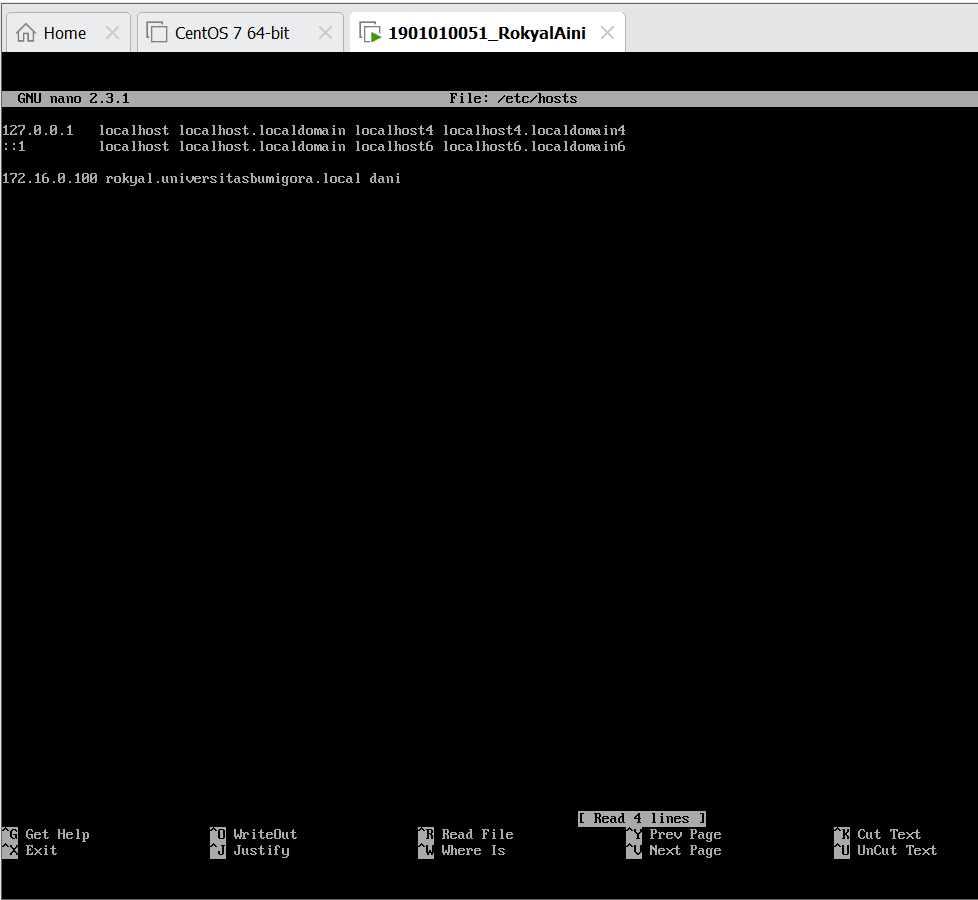 Home CentOS 7 64-bit 1901010051_RokyalAini
GNU nano 2.3.1 File: /etc/hosts
127.0.0.1 localhost localhost.localdomain localhost4 localhost4.localdomain4
::1 localhost localhost.localdomain localhost6 localhost6.localdomain6
172.16.0.100 rokyal.universitasbumigora.local dani
[ Read 4 lines ]
^G Get Help ^O WriteOut ^R Read File ^Y Prev Page ^K Cut Text
^X Exit ^J Justify ^W Where Is ^V Next Page ^U UnCut Text